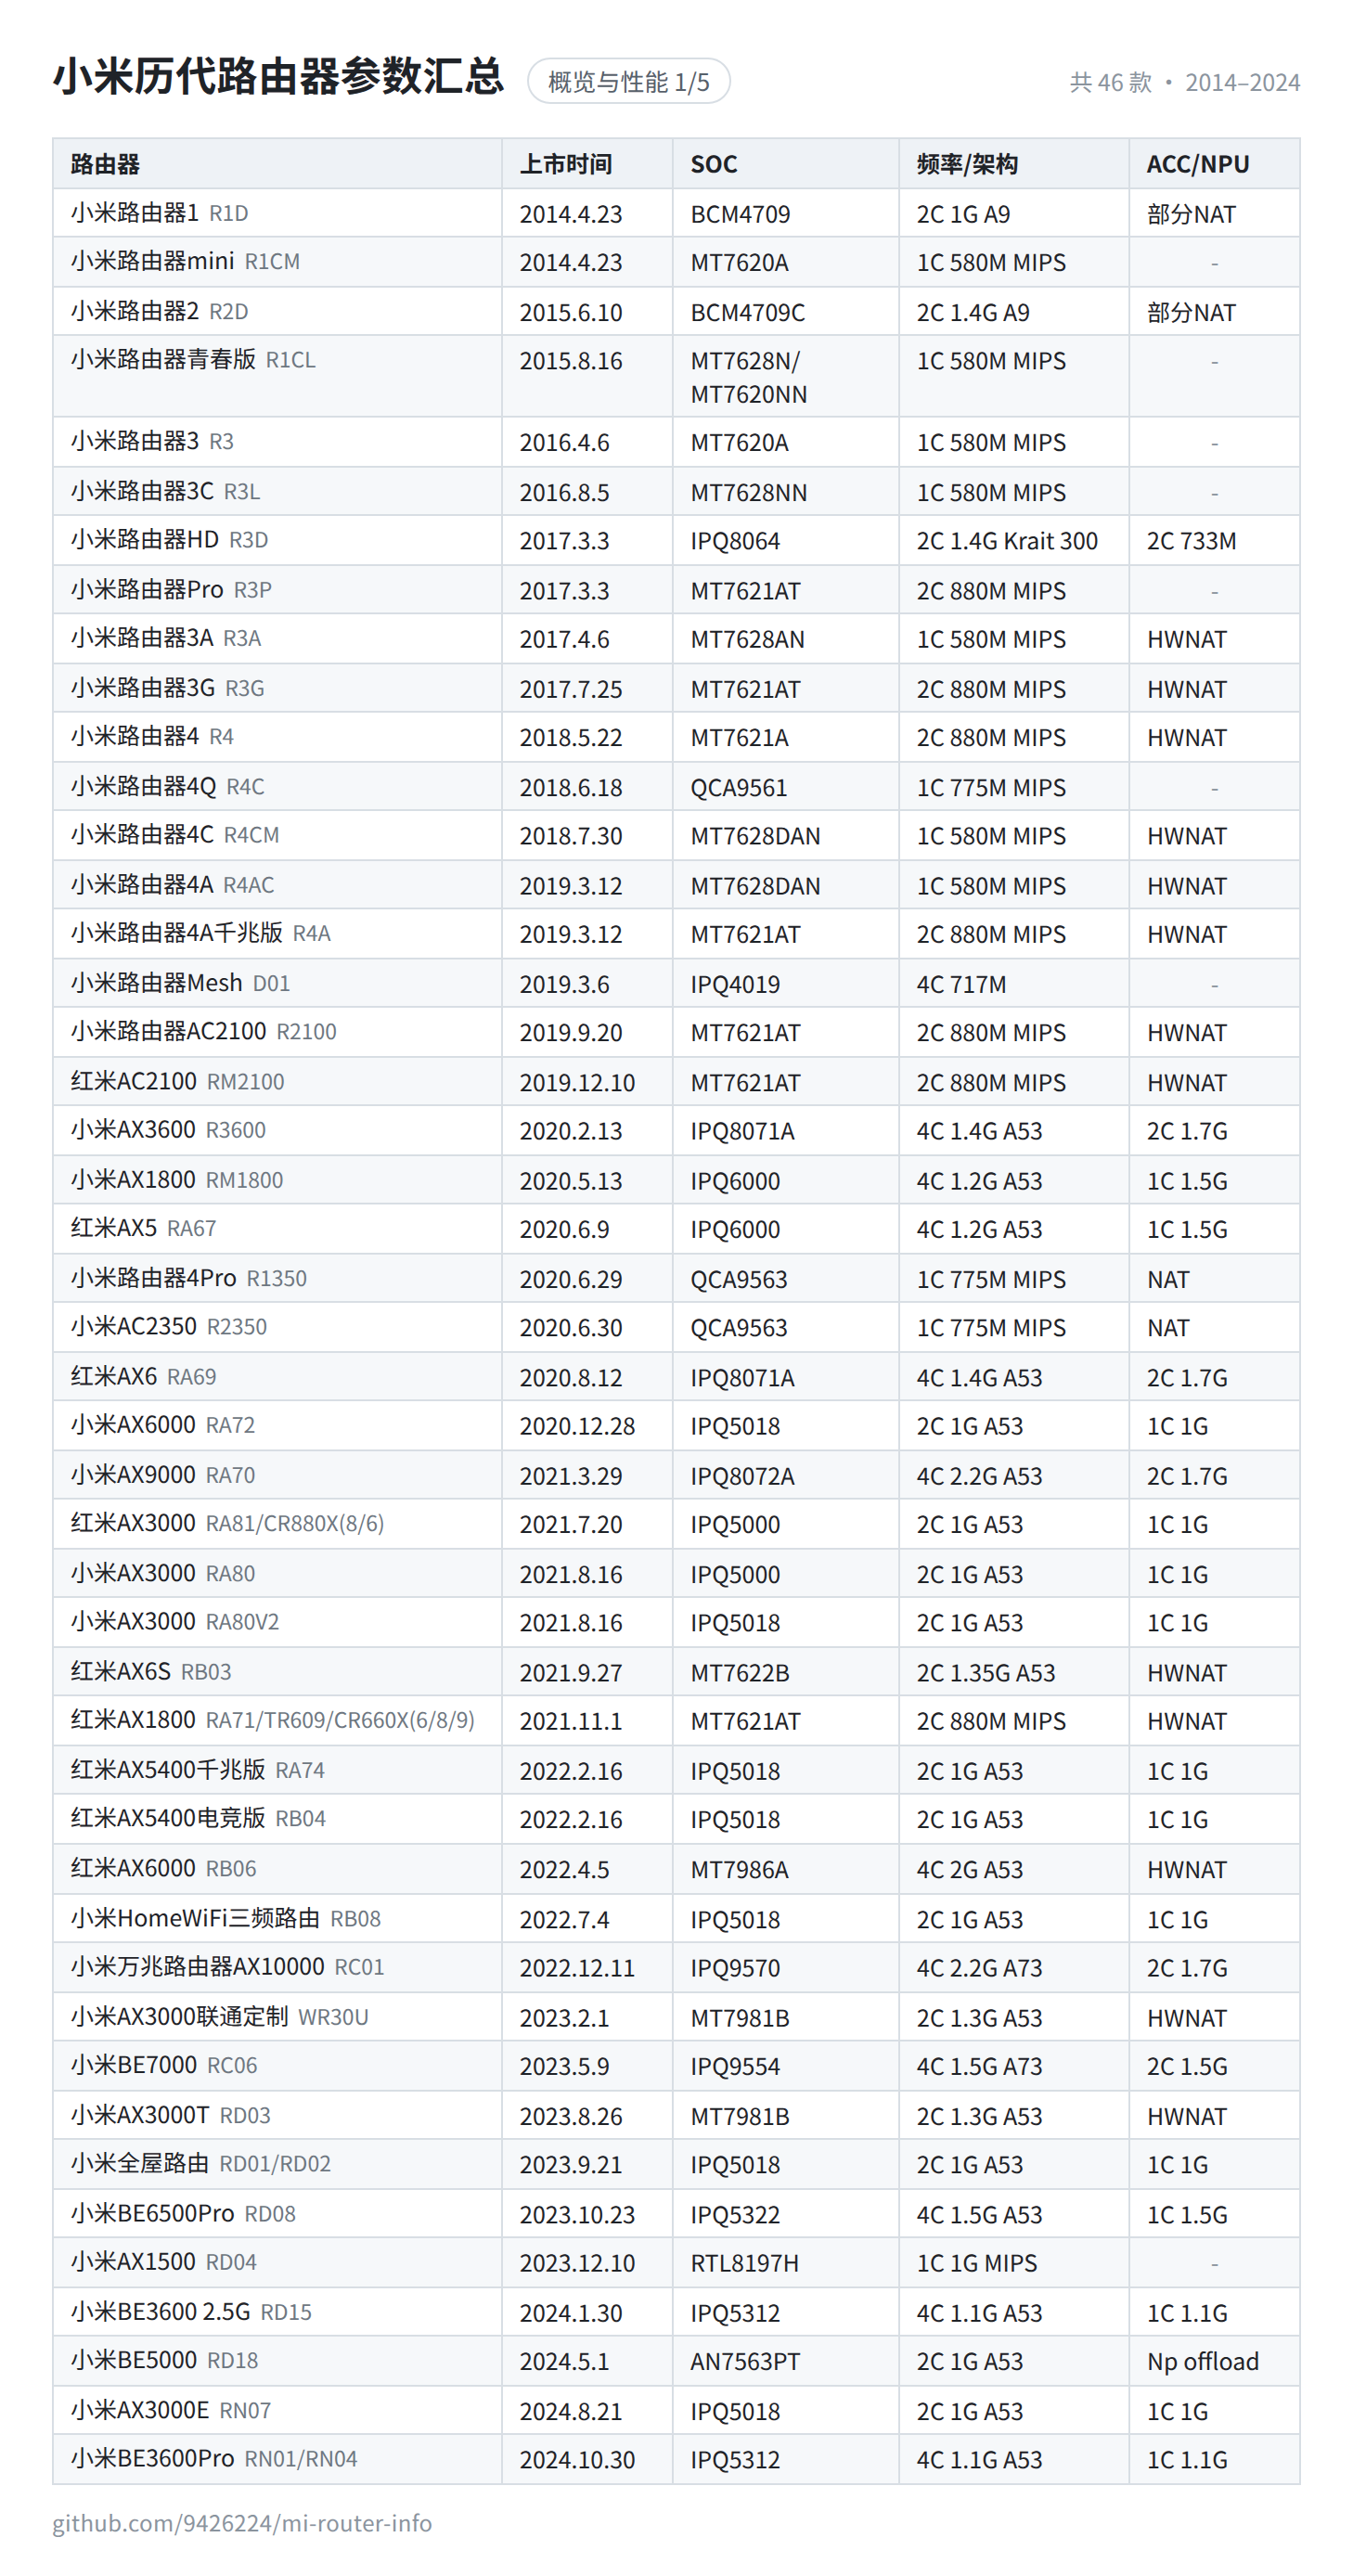 小米历代路由器参数汇总 概览与性能 1/5 共 46 款 • 2014–2024
路由器 上市时间 SOC 频率/架构 ACC/NPU
小米路由器1 R1D 2014.4.23 BCM4709 2C 1G A9 部分NAT
小米路由器mini R1CM 2014.4.23 MT7620A 1C 580M MIPS -
小米路由器2 R2D 2015.6.10 BCM4709C 2C 1.4G A9 部分NAT
小米路由器青春版 R1CL 2015.8.16 MT7628N/ 1C 580M MIPS -
MT7620NN
小米路由器3 R3 2016.4.6 MT7620A 1C 580M MIPS -
小米路由器3C R3L 2016.8.5 MT7628NN 1C 580M MIPS -
小米路由器HD R3D 2017.3.3 IPQ8064 2C 1.4G Krait 300 2C 733M
小米路由器Pro R3P 2017.3.3 MT7621AT 2C 880M MIPS -
小米路由器3A R3A 2017.4.6 MT7628AN 1C 580M MIPS HWNAT
小米路由器3G R3G 2017.7.25 MT7621AT 2C 880M MIPS HWNAT
小米路由器4 R4 2018.5.22 MT7621A 2C 880M MIPS HWNAT
小米路由器4Q R4C 2018.6.18 QCA9561 1C 775M MIPS -
小米路由器4C R4CM 2018.7.30 MT7628DAN 1C 580M MIPS HWNAT
小米路由器4A R4AC 2019.3.12 MT7628DAN 1C 580M MIPS HWNAT
小米路由器4A千兆版 R4A 2019.3.12 MT7621AT 2C 880M MIPS HWNAT
小米路由器Mesh D01 2019.3.6 IPQ4019 4C 717M -
小米路由器AC2100 R2100 2019.9.20 MT7621AT 2C 880M MIPS HWNAT
红米AC2100 RM2100 2019.12.10 MT7621AT 2C 880M MIPS HWNAT
小米AX3600 R3600 2020.2.13 IPQ8071A 4C 1.4G A53 2C 1.7G
小米AX1800 RM1800 2020.5.13 IPQ6000 4C 1.2G A53 1C 1.5G
红米AX5 RA67 2020.6.9 IPQ6000 4C 1.2G A53 1C 1.5G
小米路由器4Pro R1350 2020.6.29 QCA9563 1C 775M MIPS NAT
小米AC2350 R2350 2020.6.30 QCA9563 1C 775M MIPS NAT
红米AX6 RA69 2020.8.12 IPQ8071A 4C 1.4G A53 2C 1.7G
小米AX6000 RA72 2020.12.28 IPQ5018 2C 1G A53 1C 1G
小米AX9000 RA70 2021.3.29 IPQ8072A 4C 2.2G A53 2C 1.7G
红米AX3000 RA81/CR880X(8/6) 2021.7.20 IPQ5000 2C 1G A53 1C 1G
小米AX3000 RA80 2021.8.16 IPQ5000 2C 1G A53 1C 1G
小米AX3000 RA80V2 2021.8.16 IPQ5018 2C 1G A53 1C 1G
红米AX6S RB03 2021.9.27 MT7622B 2C 1.35G A53 HWNAT
红米AX1800 RA71/TR609/CR660X(6/8/9) 2021.11.1 MT7621AT 2C 880M MIPS HWNAT
红米AX5400千兆版 RA74 2022.2.16 IPQ5018 2C 1G A53 1C 1G
红米AX5400电竞版 RB04 2022.2.16 IPQ5018 2C 1G A53 1C 1G
红米AX6000 RB06 2022.4.5 MT7986A 4C 2G A53 HWNAT
小米HomeWiFi三频路由 RB08 2022.7.4 IPQ5018 2C 1G A53 1C 1G
小米万兆路由器AX10000 RC01 2022.12.11 IPQ9570 4C 2.2G A73 2C 1.7G
小米AX3000联通定制 WR30U 2023.2.1 MT7981B 2C 1.3G A53 HWNAT
小米BE7000 RC06 2023.5.9 IPQ9554 4C 1.5G A73 2C 1.5G
小米AX3000T RD03 2023.8.26 MT7981B 2C 1.3G A53 HWNAT
小米全屋路由 RD01/RD02 2023.9.21 IPQ5018 2C 1G A53 1C 1G
小米BE6500Pro RD08 2023.10.23 IPQ5322 4C 1.5G A53 1C 1.5G
小米AX1500 RD04 2023.12.10 RTL8197H 1C 1G MIPS -
小米BE3600 2.5G RD15 2024.1.30 IPQ5312 4C 1.1G A53 1C 1.1G
小米BE5000 RD18 2024.5.1 AN7563PT 2C 1G A53 Np offload
小米AX3000E RN07 2024.8.21 IPQ5018 2C 1G A53 1C 1G
小米BE3600Pro RN01/RN04 2024.10.30 IPQ5312 4C 1.1G A53 1C 1.1G
github.com/9426224/mi-router-info